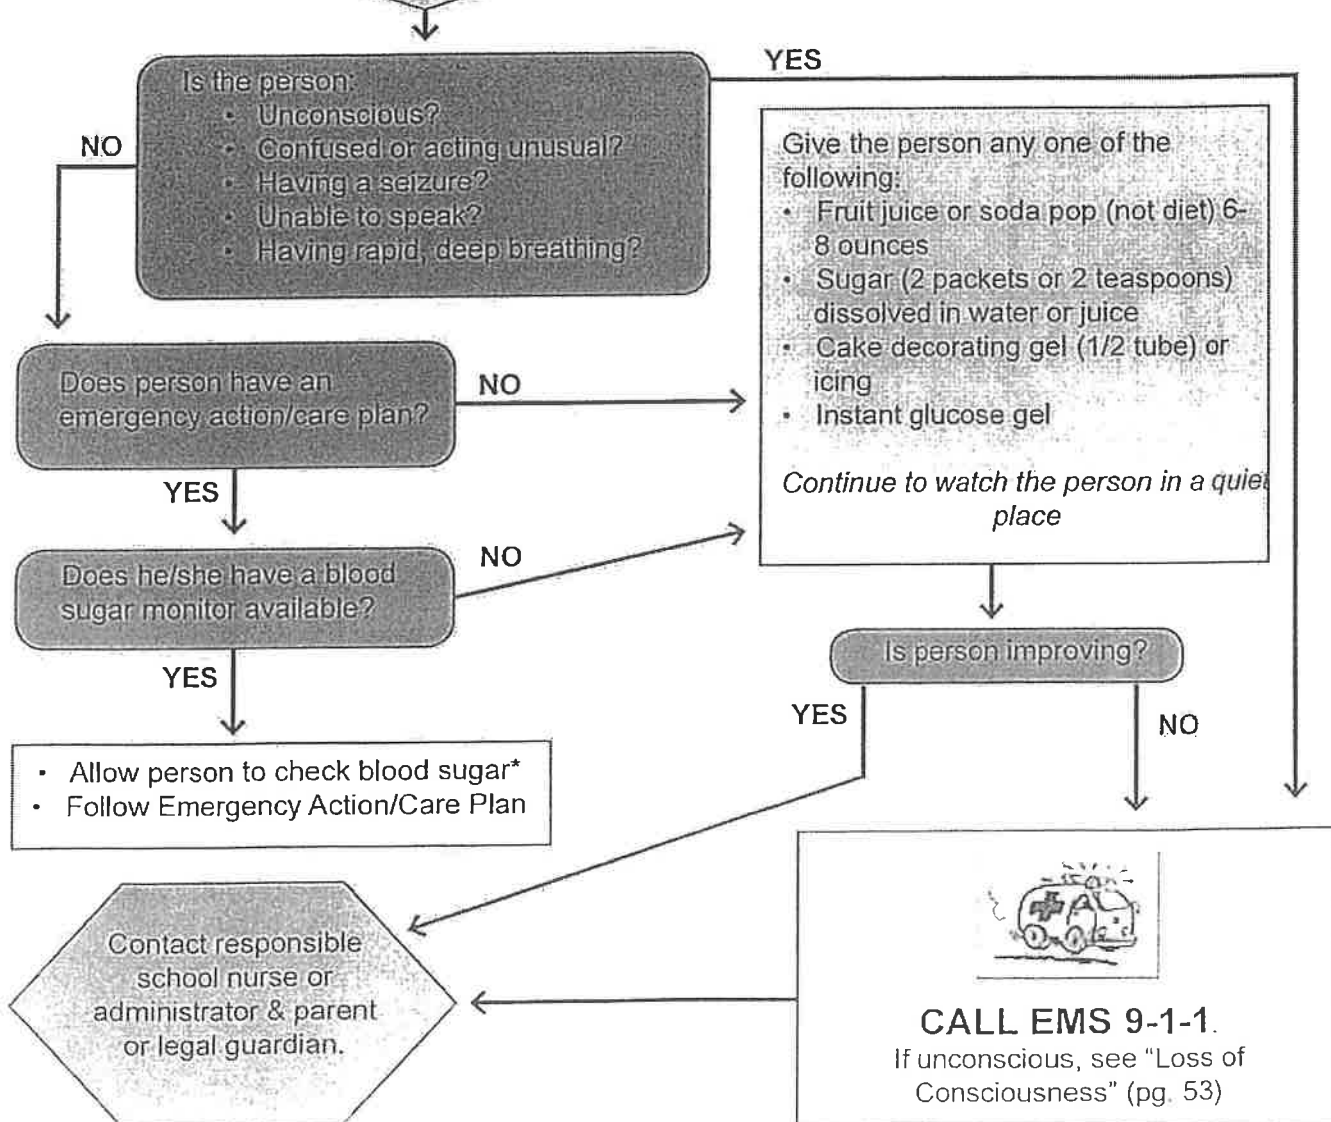 Is the person:
• Unconscious?
• Confused or acting unusual?
• Having a seizure?
• Unable to speak?
• Having rapid, deep breathing?
YES
NO
Give the person any one of the
following:
• Fruit juice or soda pop (not diet) 6-
8 ounces
• Sugar (2 packets or 2 teaspoons)
dissolved in water or juice
• Cake decorating gel (1/2 tube) or
icing
• Instant glucose gel
Continue to watch the person in a quiet
place
Does person have an
emergency action/care plan?
NO
YES
Does he/she have a blood
sugar monitor available?
NO
YES
Is person improving?
YES
NO
• Allow person to check blood sugar*
• Follow Emergency Action/Care Plan
Contact responsible
school nurse or
administrator & parent
or legal guardian.
CALL EMS 9-1-1.
If unconscious, see "Loss of
Consciousness" (pg. 53)